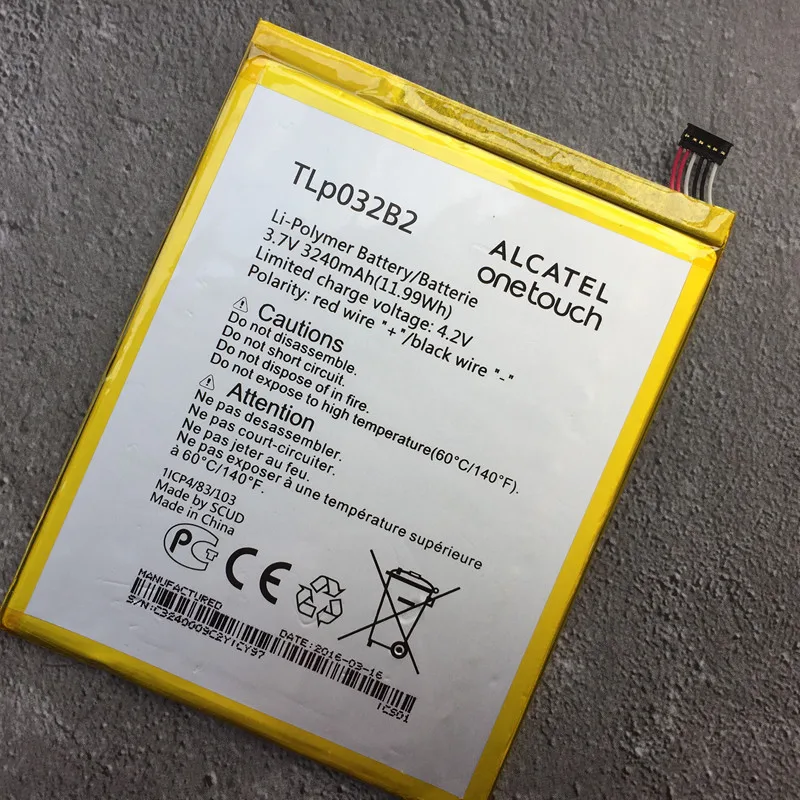 TLp032B2
Li-Polymer Battery/Batterie
3.7V 3240mAh(11.99Wh)
Limited charge voltage: 4.2V
Polarity: red wire "+"/black wire "-"
ALCATEL
onetouch
Cautions
Do not disassemble.
Do not short circuit.
Do not dispose of in fire.
Do not expose to high temperature(60°C/140°F).
Attention
Ne pas desassembler.
Ne pas court-circuiter.
Ne pas jeter au feu.
Ne pas exposer à une température supérieure
à 60°C/140°F.
1ICP4/83/103
Made by SCUD
Made in China
PCT
CE
MANUFACTURED DATE: 2016-03-16
S/N:C3240009C2Y1CY97